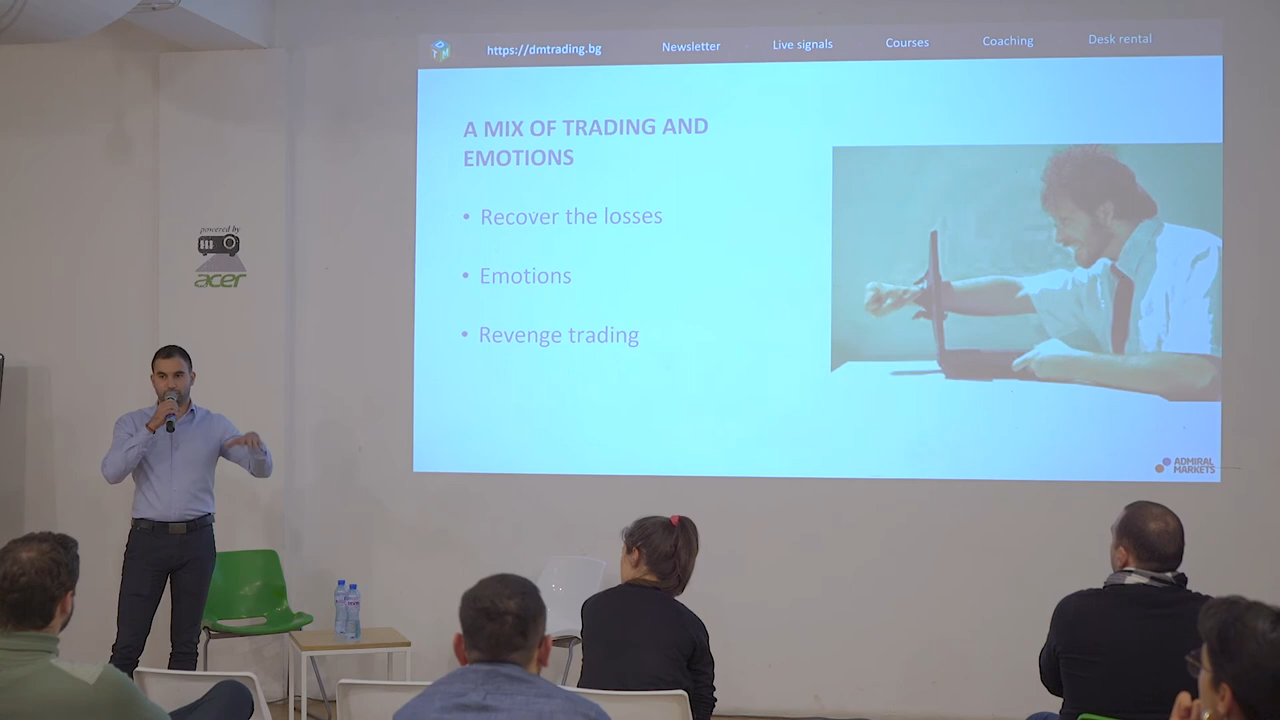 https://dmtrading.bg Newsletter Live signals Courses Coaching Desk rental
A MIX OF TRADING AND
EMOTIONS
• Recover the losses
• Emotions
• Revenge trading
powered by
acer
ADMIRAL
MARKETS